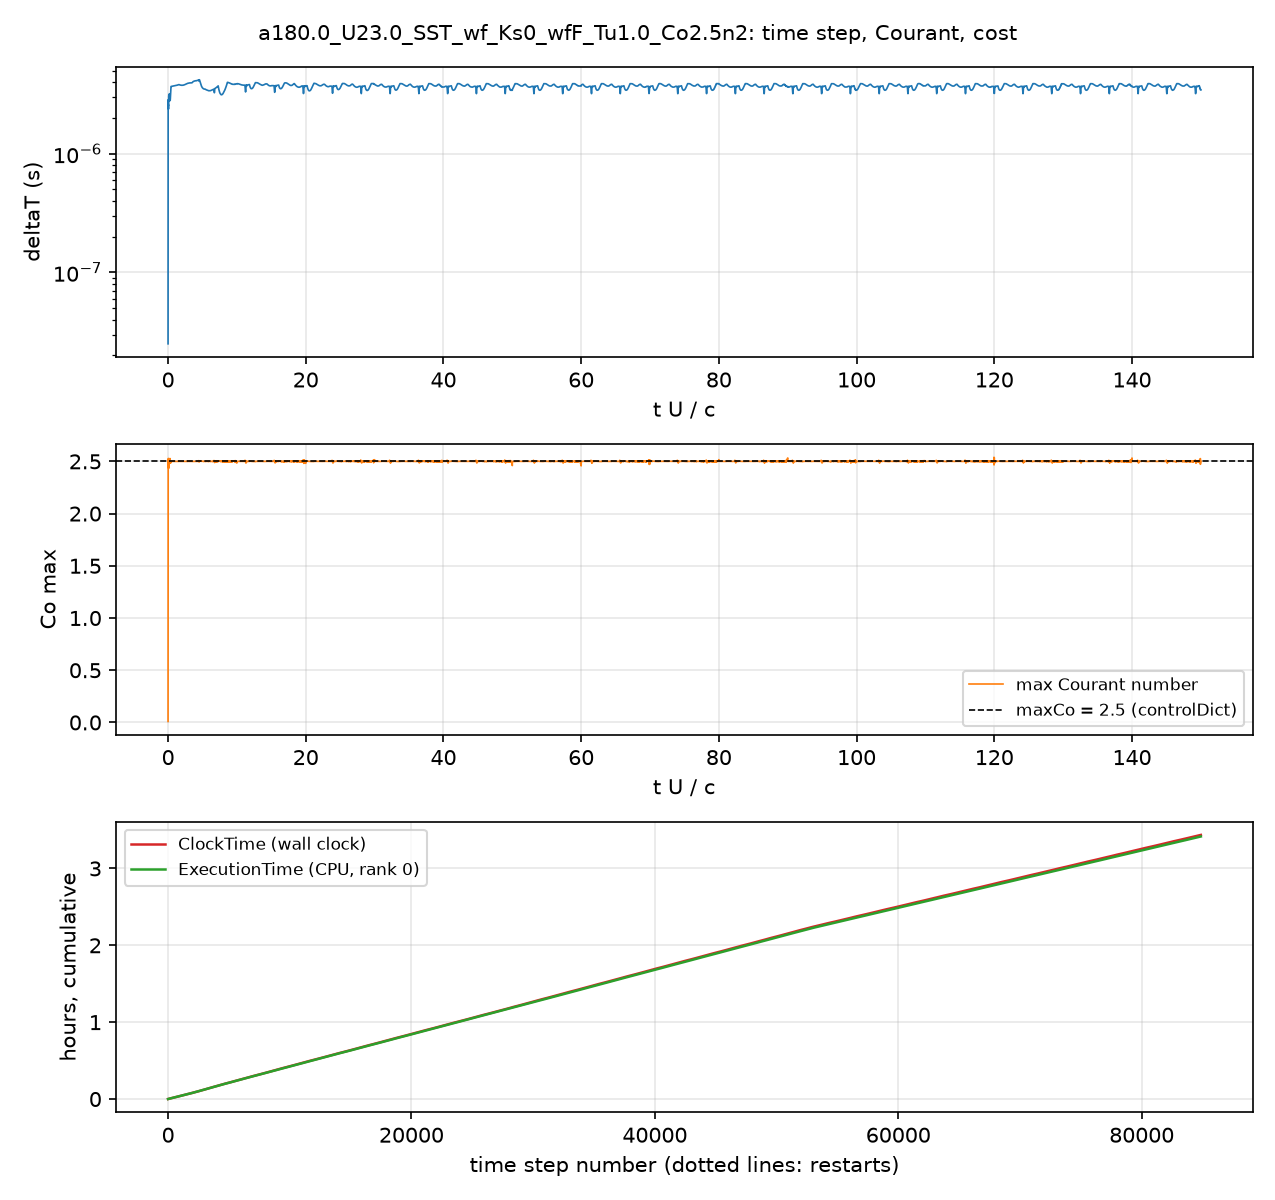 a180.0_U23.0_SST_wf_Ks0_wfF_Tu1.0_Co2.5n2: time step, Courant, cost
deltaT (s)
10⁻⁶
10⁻⁷
0 20 40 60 80 100 120 140
t U / c
Co max
2.5
2.0
1.5
1.0
0.5
0.0
max Courant number
maxCo = 2.5 (controlDict)
0 20 40 60 80 100 120 140
t U / c
hours, cumulative
3
2
1
0
ClockTime (wall clock)
ExecutionTime (CPU, rank 0)
0 20000 40000 60000 80000
time step number (dotted lines: restarts)